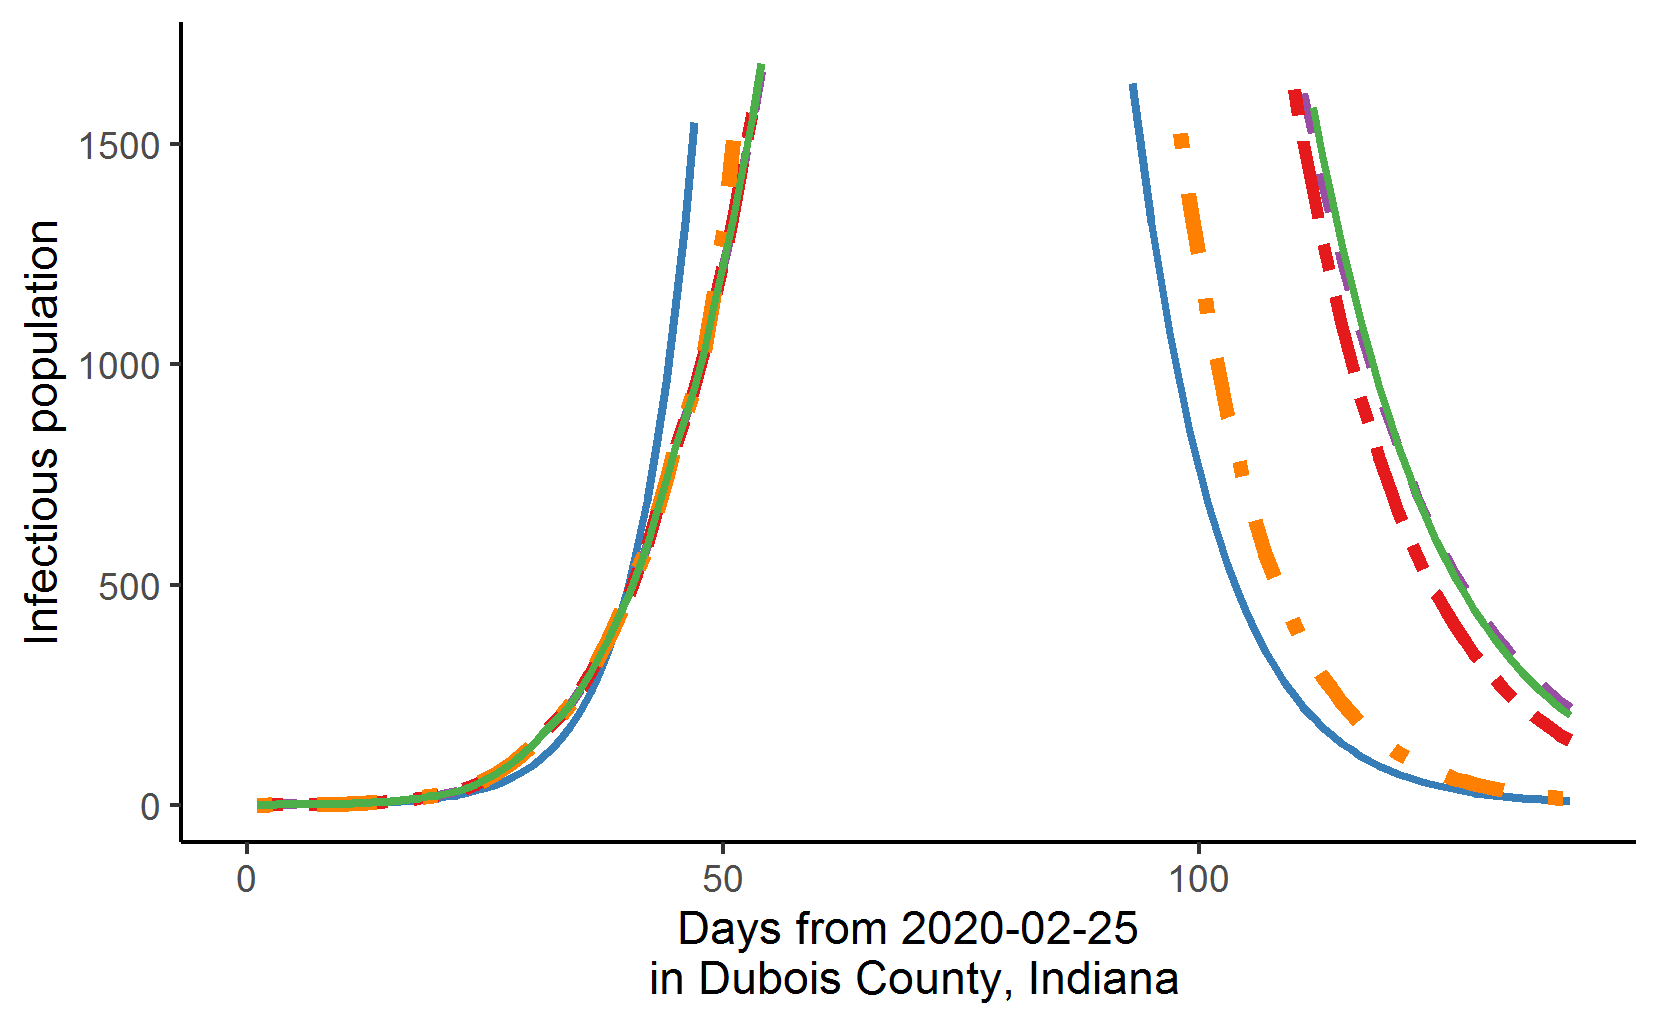 Infectious population
1500
1000
500
0
0 50 100
Days from 2020-02-25
in Dubois County, Indiana